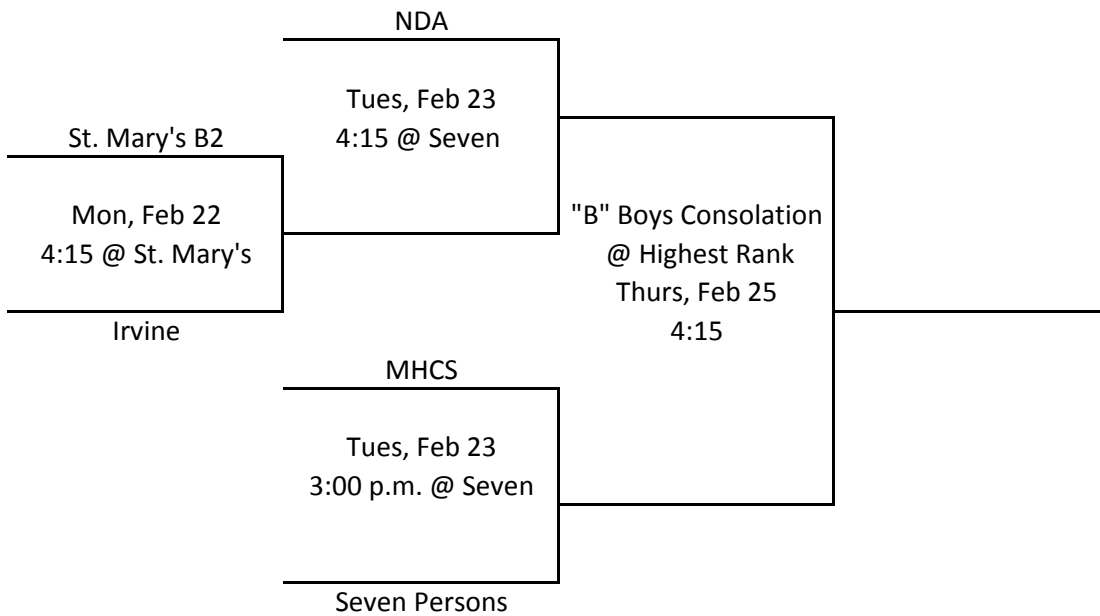 NDA
Tues, Feb 23
4:15 @ Seven
St. Mary's B2
Mon, Feb 22
4:15 @ St. Mary's
Irvine
"B" Boys Consolation
@ Highest Rank
Thurs, Feb 25
4:15
MHCS
Tues, Feb 23
3:00 p.m. @ Seven
Seven Persons